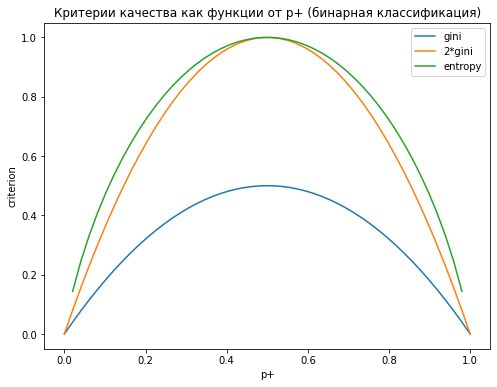 Критерии качества как функции от p+ (бинарная классификация)
gini
2*gini
entropy
criterion
1.0
0.8
0.6
0.4
0.2
0.0
0.0 0.2 0.4 0.6 0.8 1.0
p+